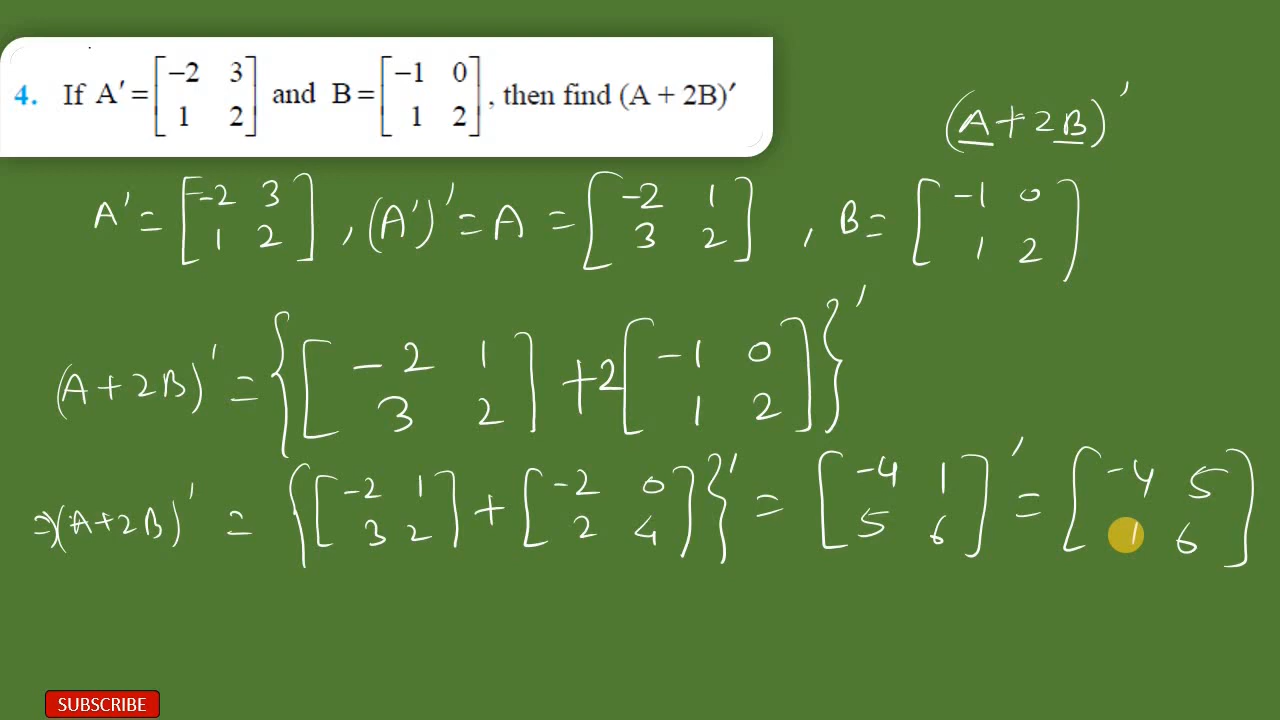 4. If A′ = [−2 3; 1 2] and B = [−1 0; 1 2], then find (A + 2B)′
(A+2B)'
A' = [-2 3; 1 2], (A')' = A = [-2 1; 3 2], B = [-1 0; 1 2]
(A+2B)' = {[-2 1; 3 2] +2[-1 0; 1 2]}'
⇒(A+2B)' = {[-2 1; 3 2] + [-2 0; 2 4]}' = [-4 1; 5 6]' = [-4 5; 1 6]
SUBSCRIBE